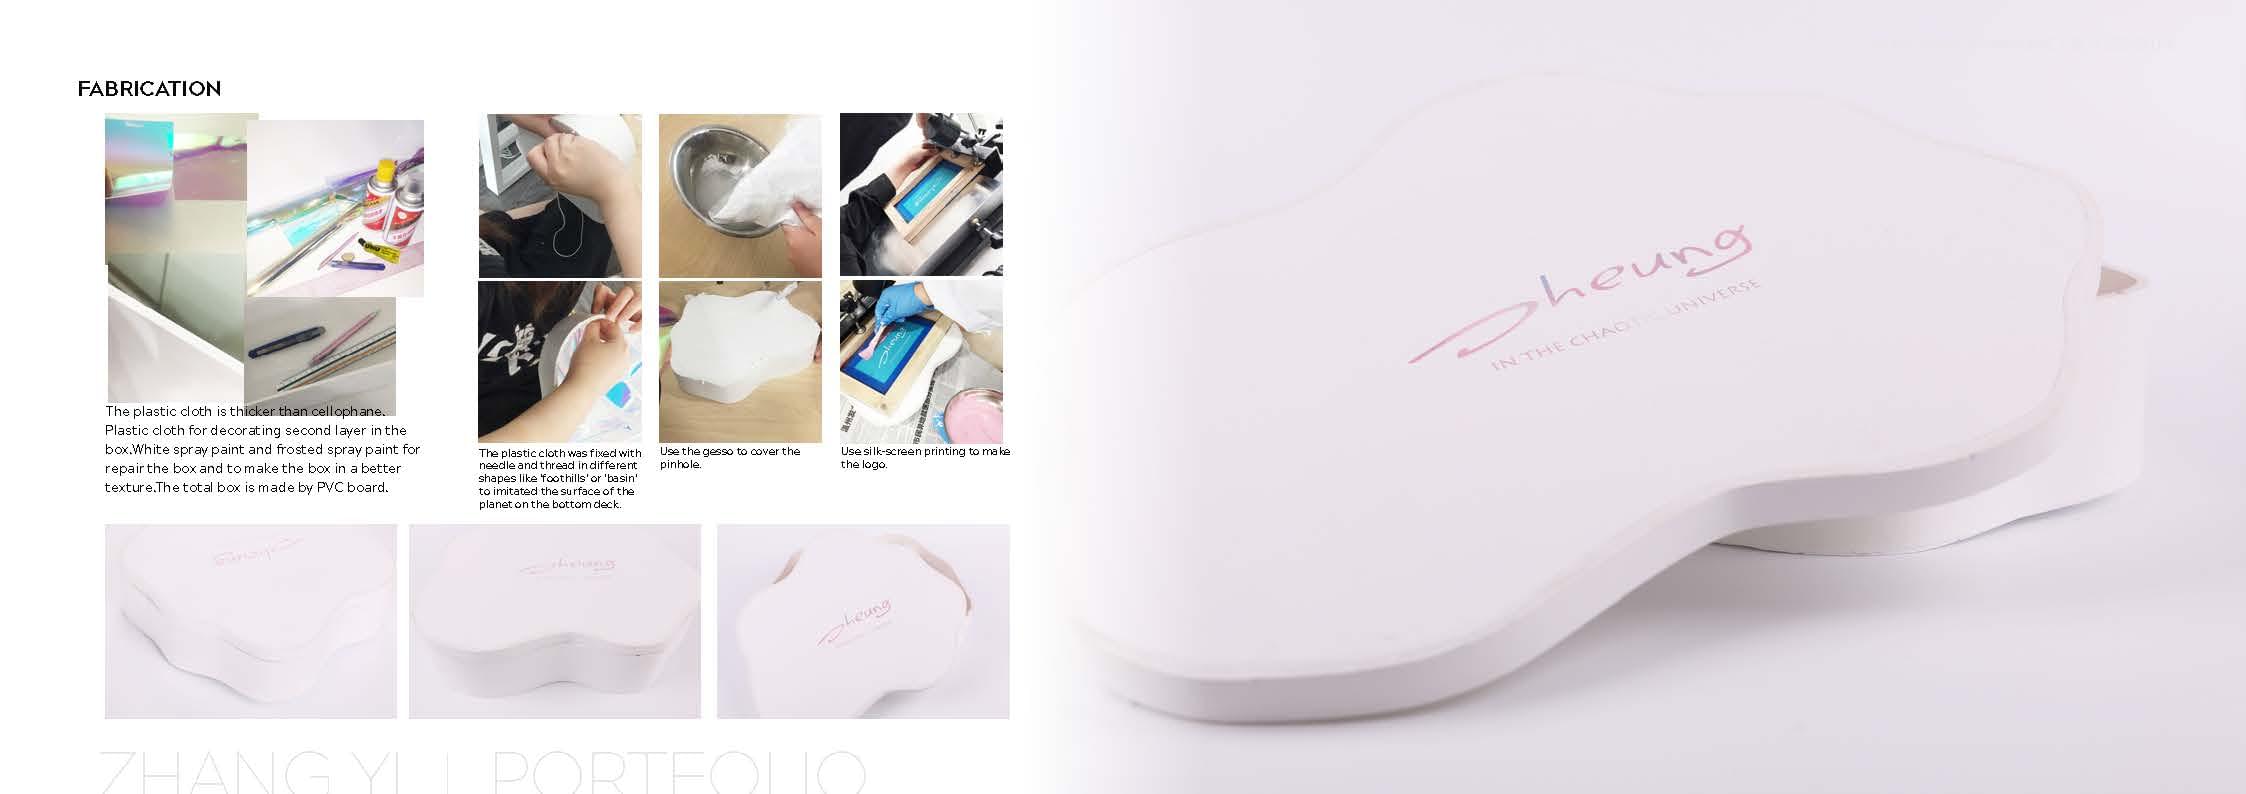 FABRICATION
The plastic cloth is thicker than cellophane.
Plastic cloth for decorating second layer in the
box.White spray paint and frosted spray paint for
repair the box and to make the box in a better
texture.The total box is made by PVC board.
The plastic cloth was fixed with
needle and thread in different
shapes like 'foothills' or 'basin'
to imitated the surface of the
planet on the bottom deck.
Use the gesso to cover the
pinhole.
Use silk-screen printing to make
the logo.
heung
IN THE CHAOTIC UNIVERSE
heung
heung
ZHANG YI | PORTFOLIO